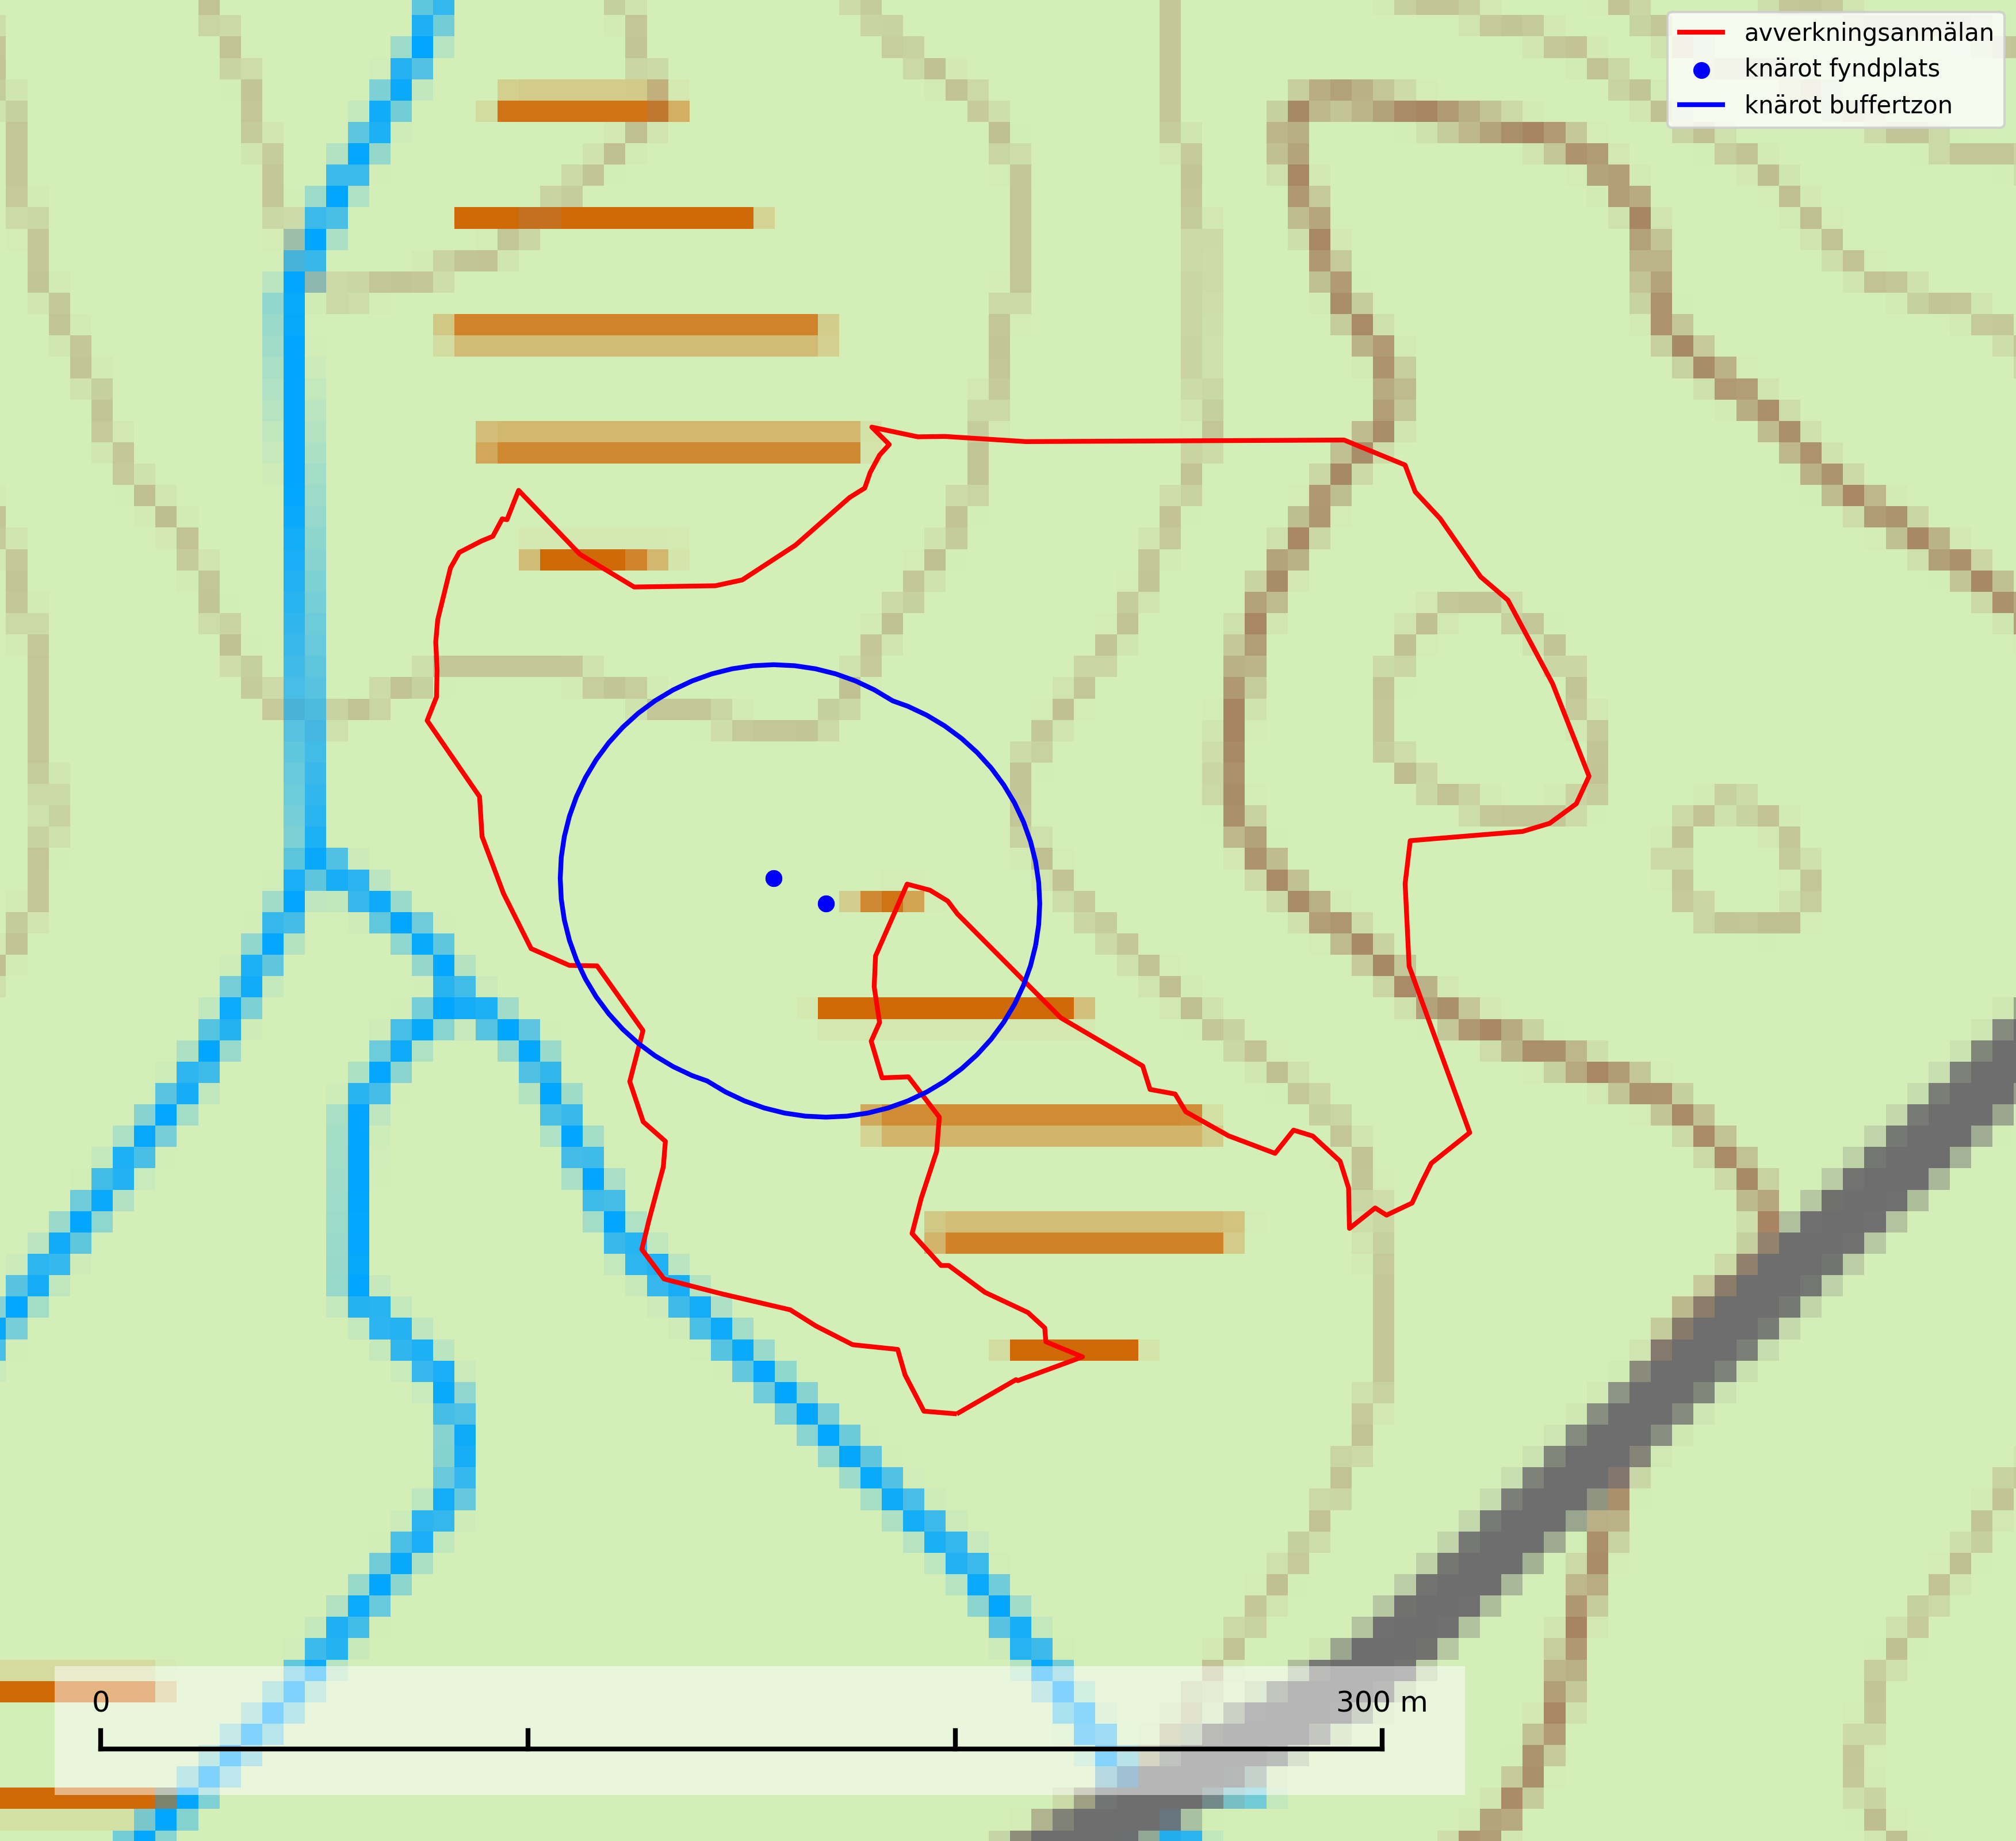 avverkningsanmälan
knärot fyndplats
knärot buffertzon
0 300 m